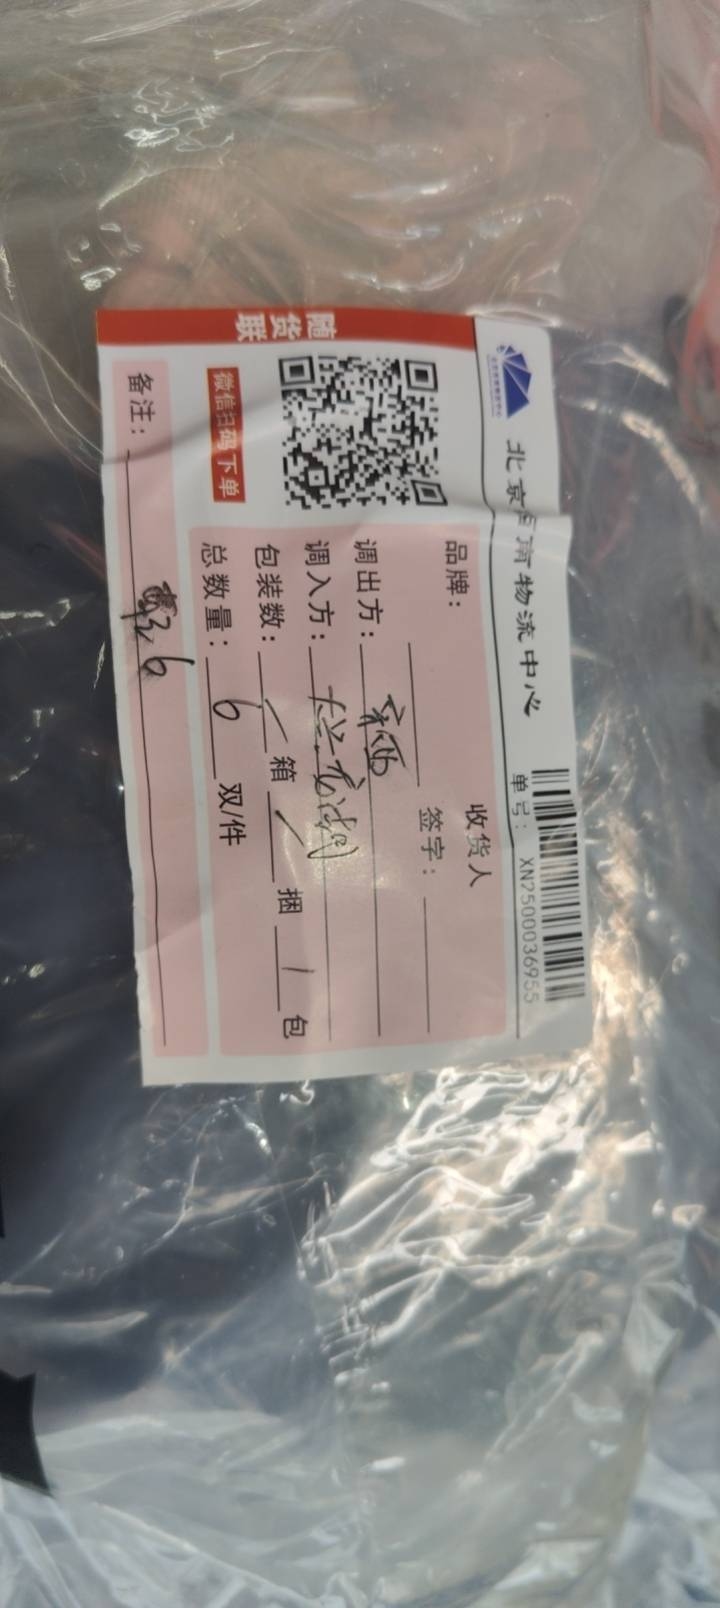 随货联
北京 南物流中心
单号: XN2500036955
微信扫码下单
品牌:
收货人
签字:
调出方:
调入方:
包装数: / 箱 / 捆 1 包
总数量: 6 双/件
备注: 6